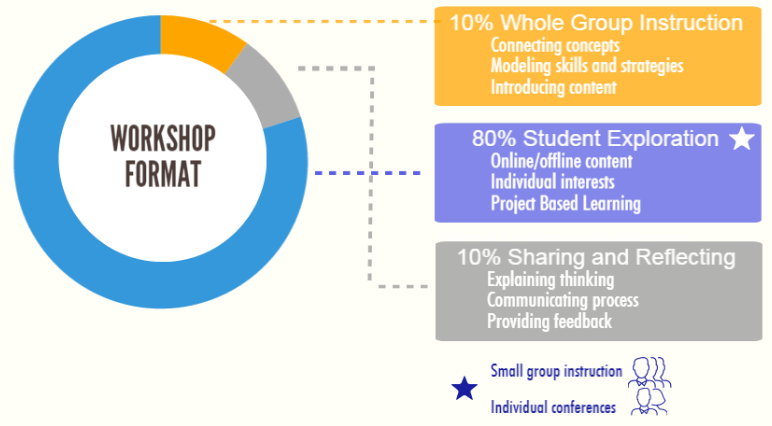 WORKSHOP
FORMAT
10% Whole Group Instruction
Connecting concepts
Modeling skills and strategies
Introducing content
80% Student Exploration
Online/offline content
Individual interests
Project Based Learning
10% Sharing and Reflecting
Explaining thinking
Communicating process
Providing feedback
Small group instruction
Individual conferences